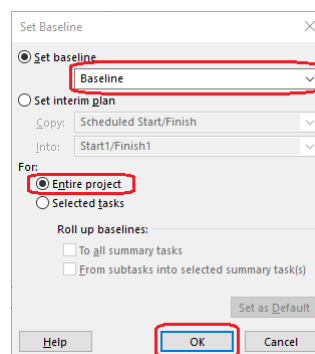 Set Baseline
Set baseline
Baseline
Set interim plan
Copy: Scheduled Start/Finish
Into: Start1/Finish1
For:
Entire project
Selected tasks
Roll up baselines:
To all summary tasks
From subtasks into selected summary task(s)
Set as Default
Help OK Cancel